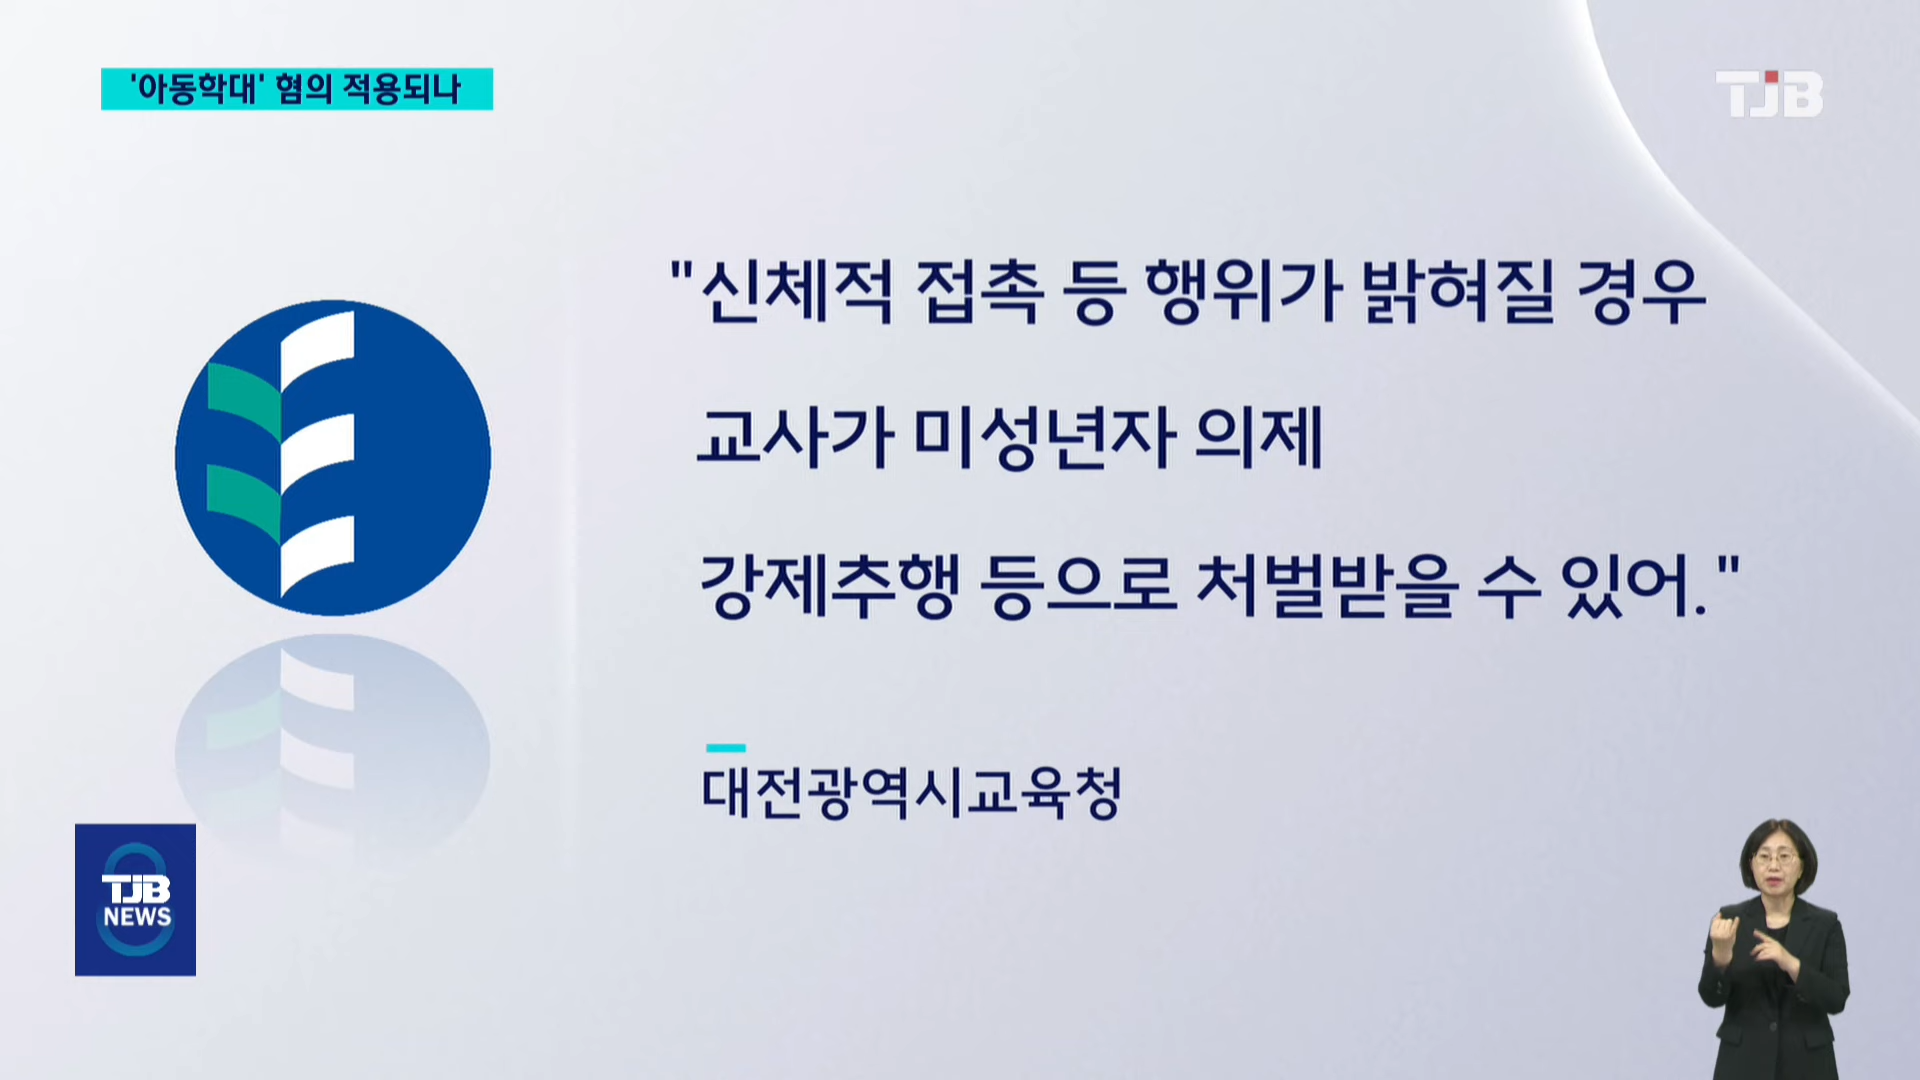 '아동학대' 혐의 적용되나
TJB
"신체적 접촉 등 행위가 밝혀질 경우
교사가 미성년자 의제
강제추행 등으로 처벌받을 수 있어."
대전광역시교육청
TJB
NEWS